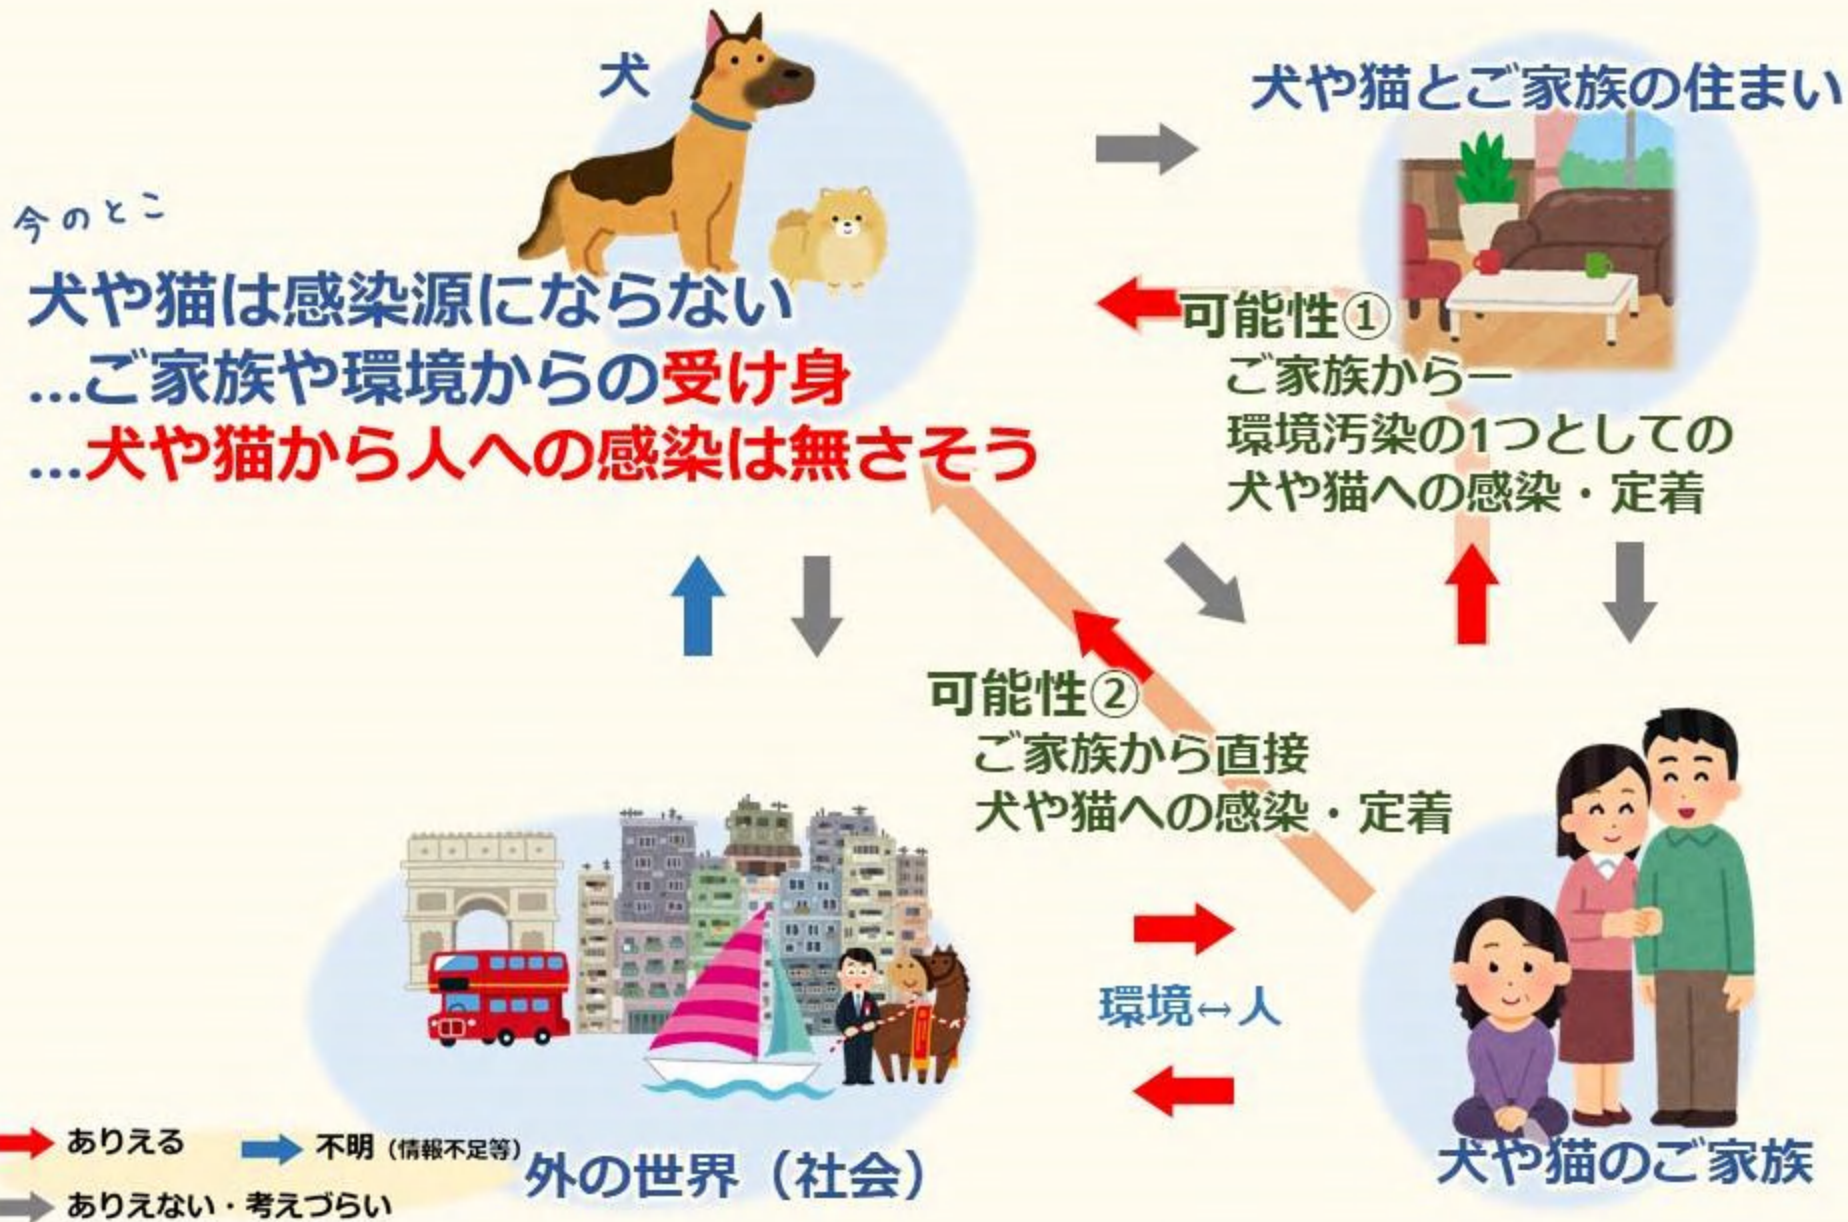 犬
犬や猫とご家族の住まい
今のとこ
犬や猫は感染源にならない
…ご家族や環境からの受け身
…犬や猫から人への感染は無さそう
可能性①
ご家族から―
環境汚染の1つとしての
犬や猫への感染・定着
可能性②
ご家族から直接
犬や猫への感染・定着
環境↔人
ありえる
不明（情報不足等）
ありえない・考えづらい
外の世界（社会）
犬や猫のご家族